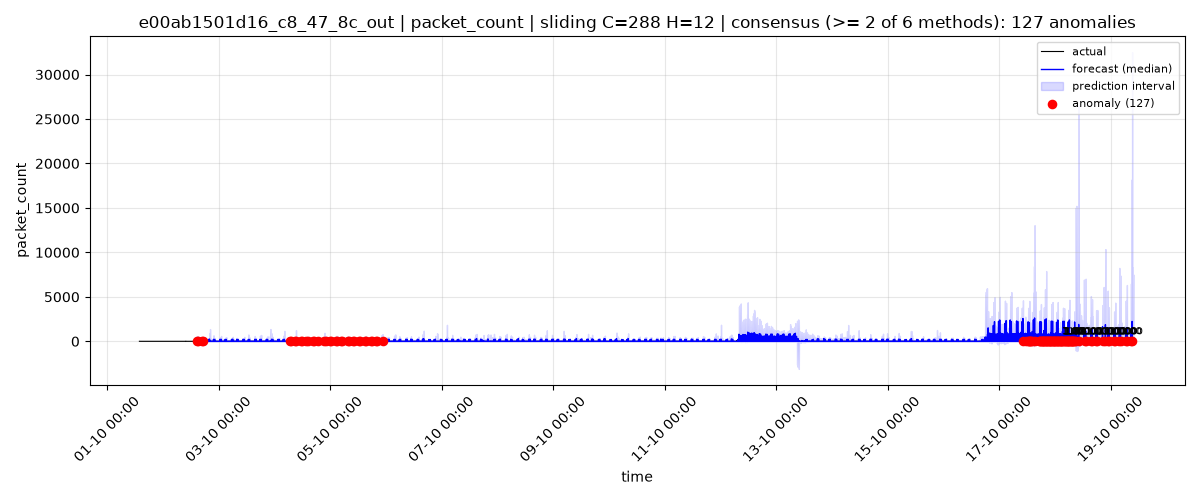 e00ab1501d16_c8_47_8c_out | packet_count | sliding C=288 H=12 | consensus (>= 2 of 6 methods): 127 anomalies
actual
forecast (median)
prediction interval
anomaly (127)
packet_count
30000
25000
20000
15000
10000
5000
0
01-10 00:00
03-10 00:00
05-10 00:00
07-10 00:00
09-10 00:00
11-10 00:00
13-10 00:00
15-10 00:00
17-10 00:00
19-10 00:00
time